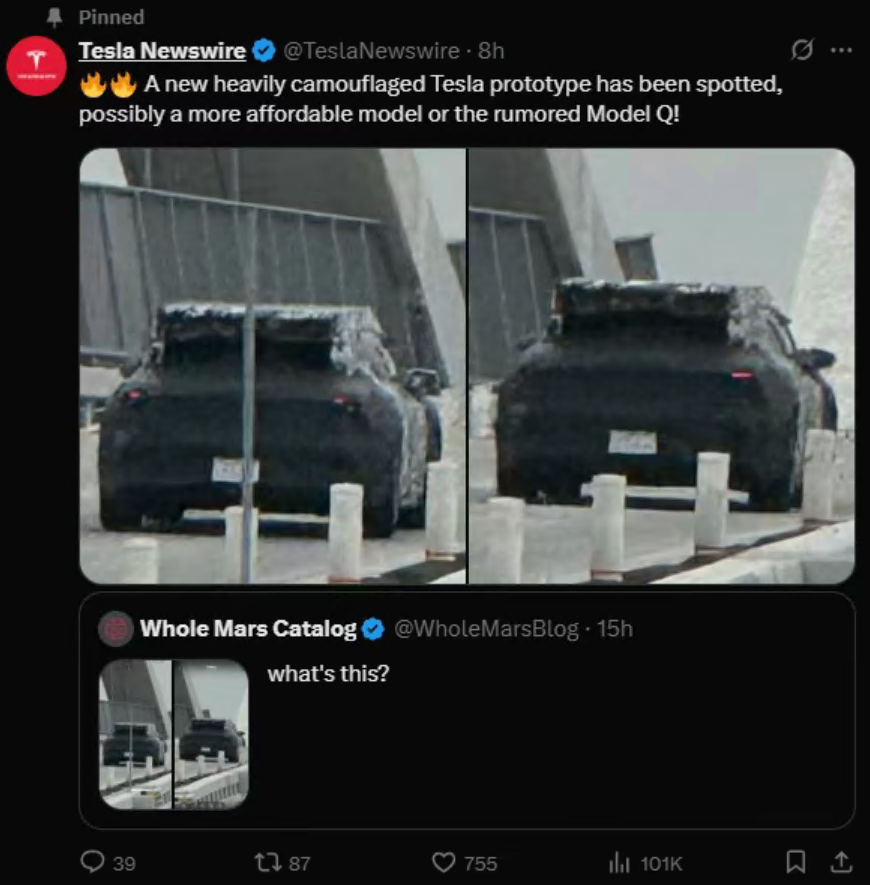 Pinned
Tesla Newswire @TeslaNewswire · 8h
🔥🔥 A new heavily camouflaged Tesla prototype has been spotted,
possibly a more affordable model or the rumored Model Q!
Whole Mars Catalog @WholeMarsBlog · 15h
what's this?
39 87 755 101K